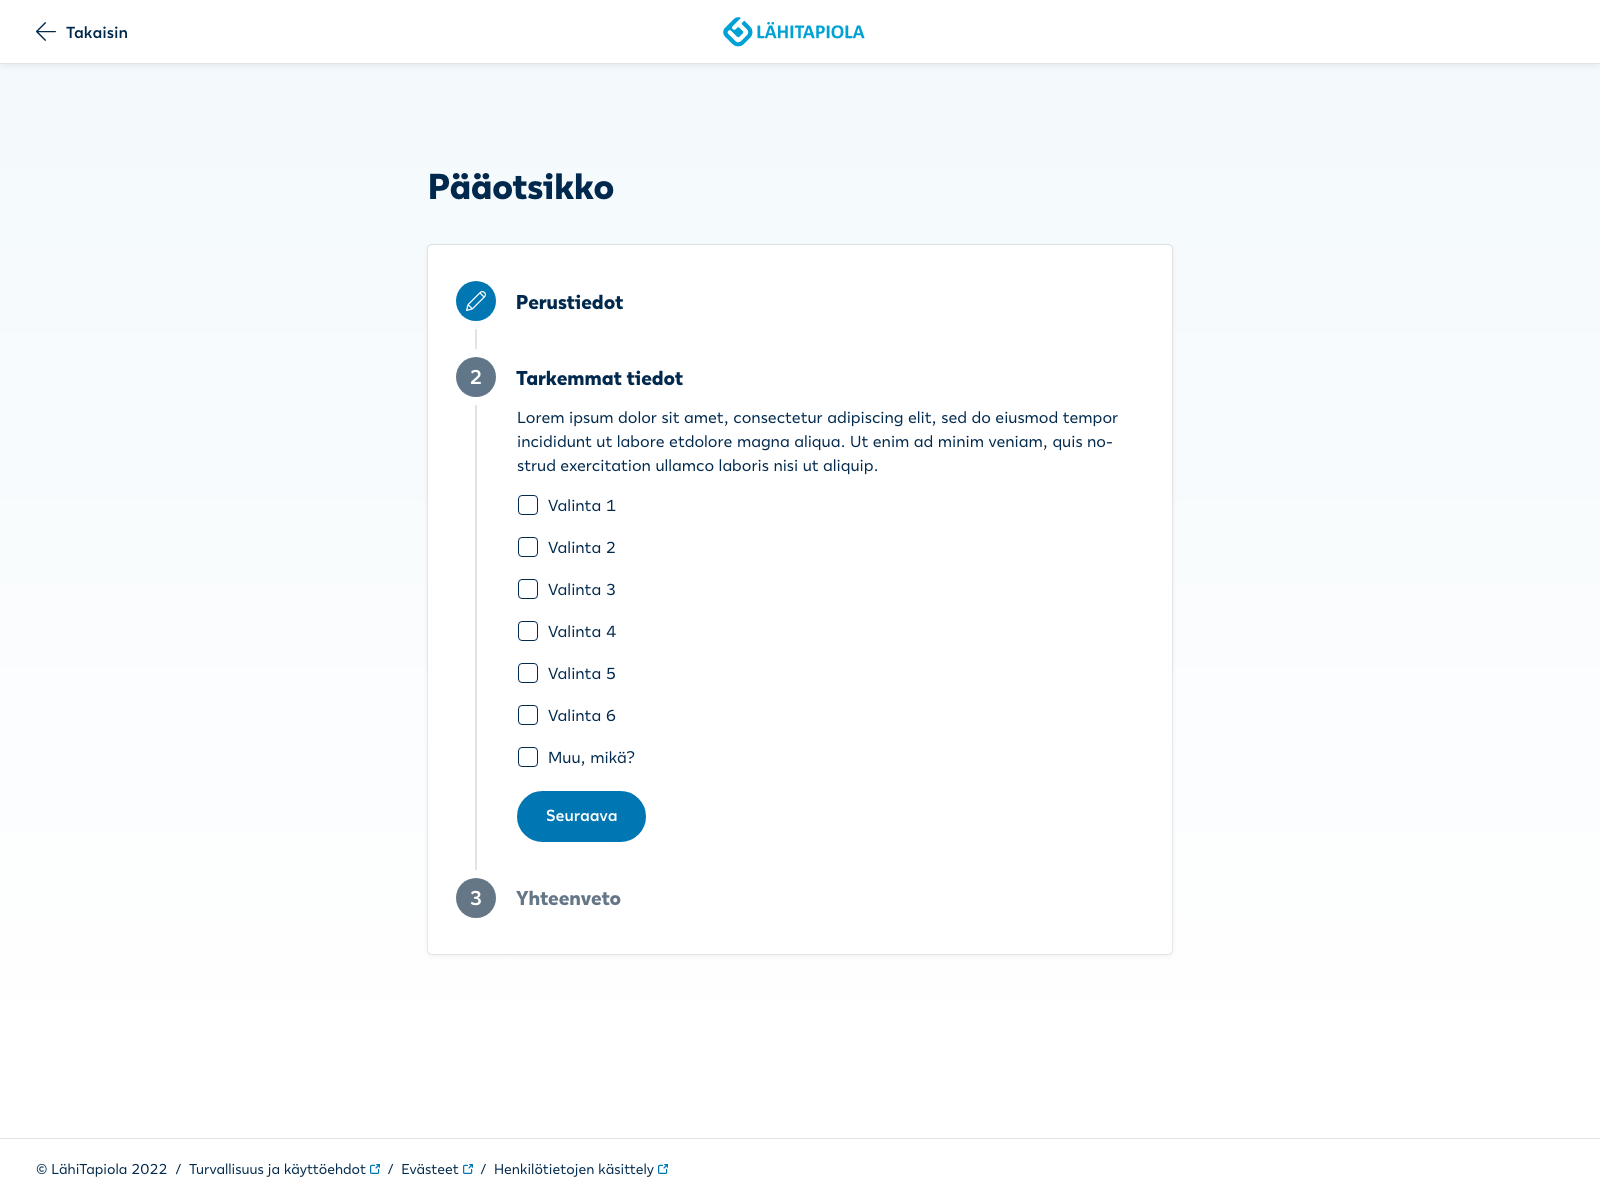 Takaisin
LÄHITAPIOLA
Pääotsikko
Perustiedot
2
Tarkemmat tiedot
Lorem ipsum dolor sit amet, consectetur adipiscing elit, sed do eiusmod tempor
incididunt ut labore etdolore magna aliqua. Ut enim ad minim veniam, quis no-
strud exercitation ullamco laboris nisi ut aliquip.
Valinta 1
Valinta 2
Valinta 3
Valinta 4
Valinta 5
Valinta 6
Muu, mikä?
Seuraava
3
Yhteenveto
© LähiTapiola 2022 / Turvallisuus ja käyttöehdot / Evästeet / Henkilötietojen käsittely